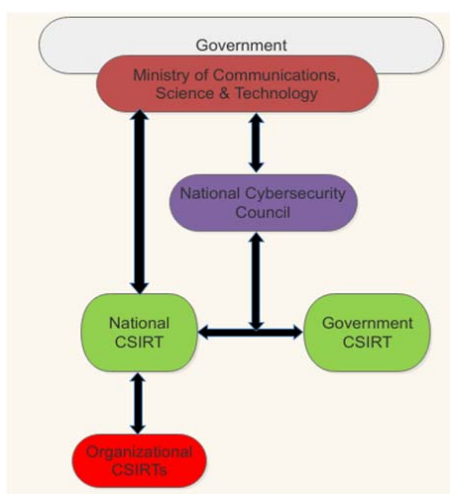 Government
Ministry of Communications,
Science & Technology
National Cybersecurity
Council
National
CSIRT
Government
CSIRT
Organizational
CSIRTs